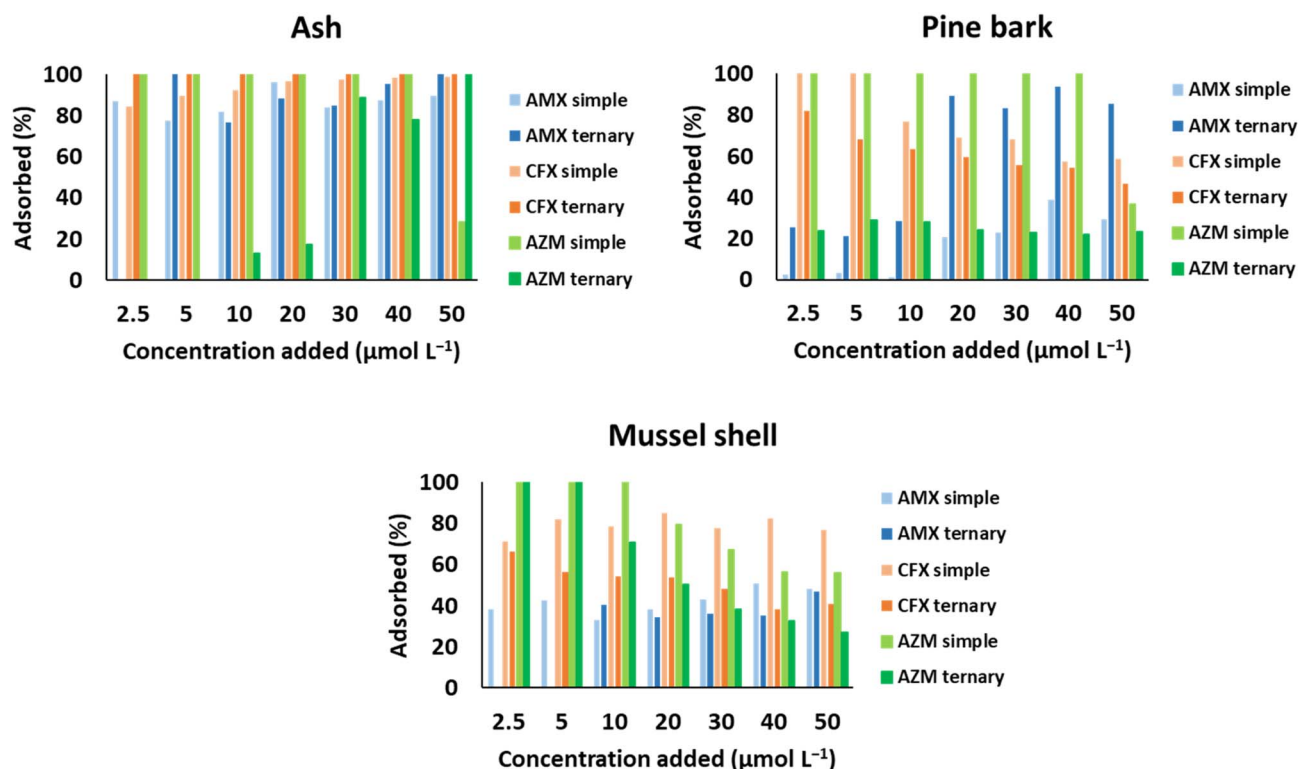 Ash
Adsorbed (%)
100
80
60
40
20
0
2.5 5 10 20 30 40 50
Concentration added (µmol L⁻¹)
AMX simple
AMX ternary
CFX simple
CFX ternary
AZM simple
AZM ternary
Pine bark
Adsorbed (%)
100
80
60
40
20
0
2.5 5 10 20 30 40 50
Concentration added (µmol L⁻¹)
AMX simple
AMX ternary
CFX simple
CFX ternary
AZM simple
AZM ternary
Mussel shell
Adsorbed (%)
100
80
60
40
20
0
2.5 5 10 20 30 40 50
Concentration added (µmol L⁻¹)
AMX simple
AMX ternary
CFX simple
CFX ternary
AZM simple
AZM ternary